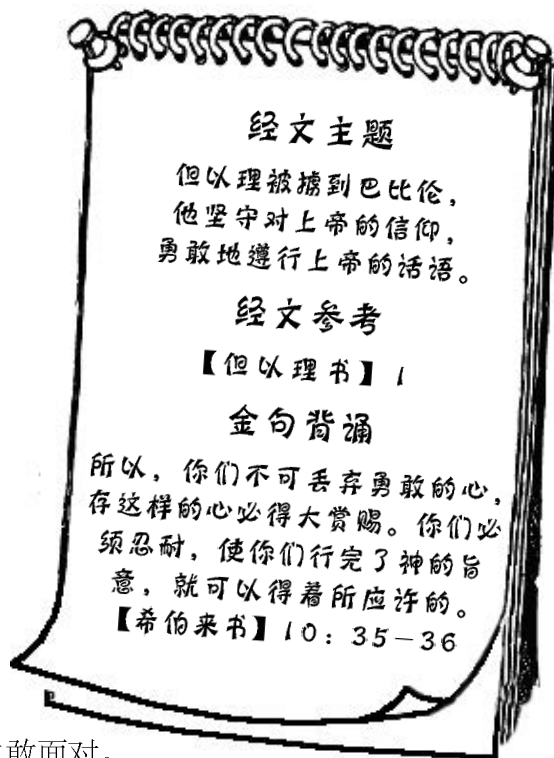 经文主题
但以理被掳到巴比伦，
他坚守对上帝的信仰，
勇敢地遵行上帝的话语。
经文参考
【但以理书】1
金句背诵
所以，你们不可丢弃勇敢的心，
存这样的心必得大赏赐。你们必
须忍耐，使你们行完了神的旨
意，就可以得着所应许的。
【希伯来书】10：35－36
敢面对，